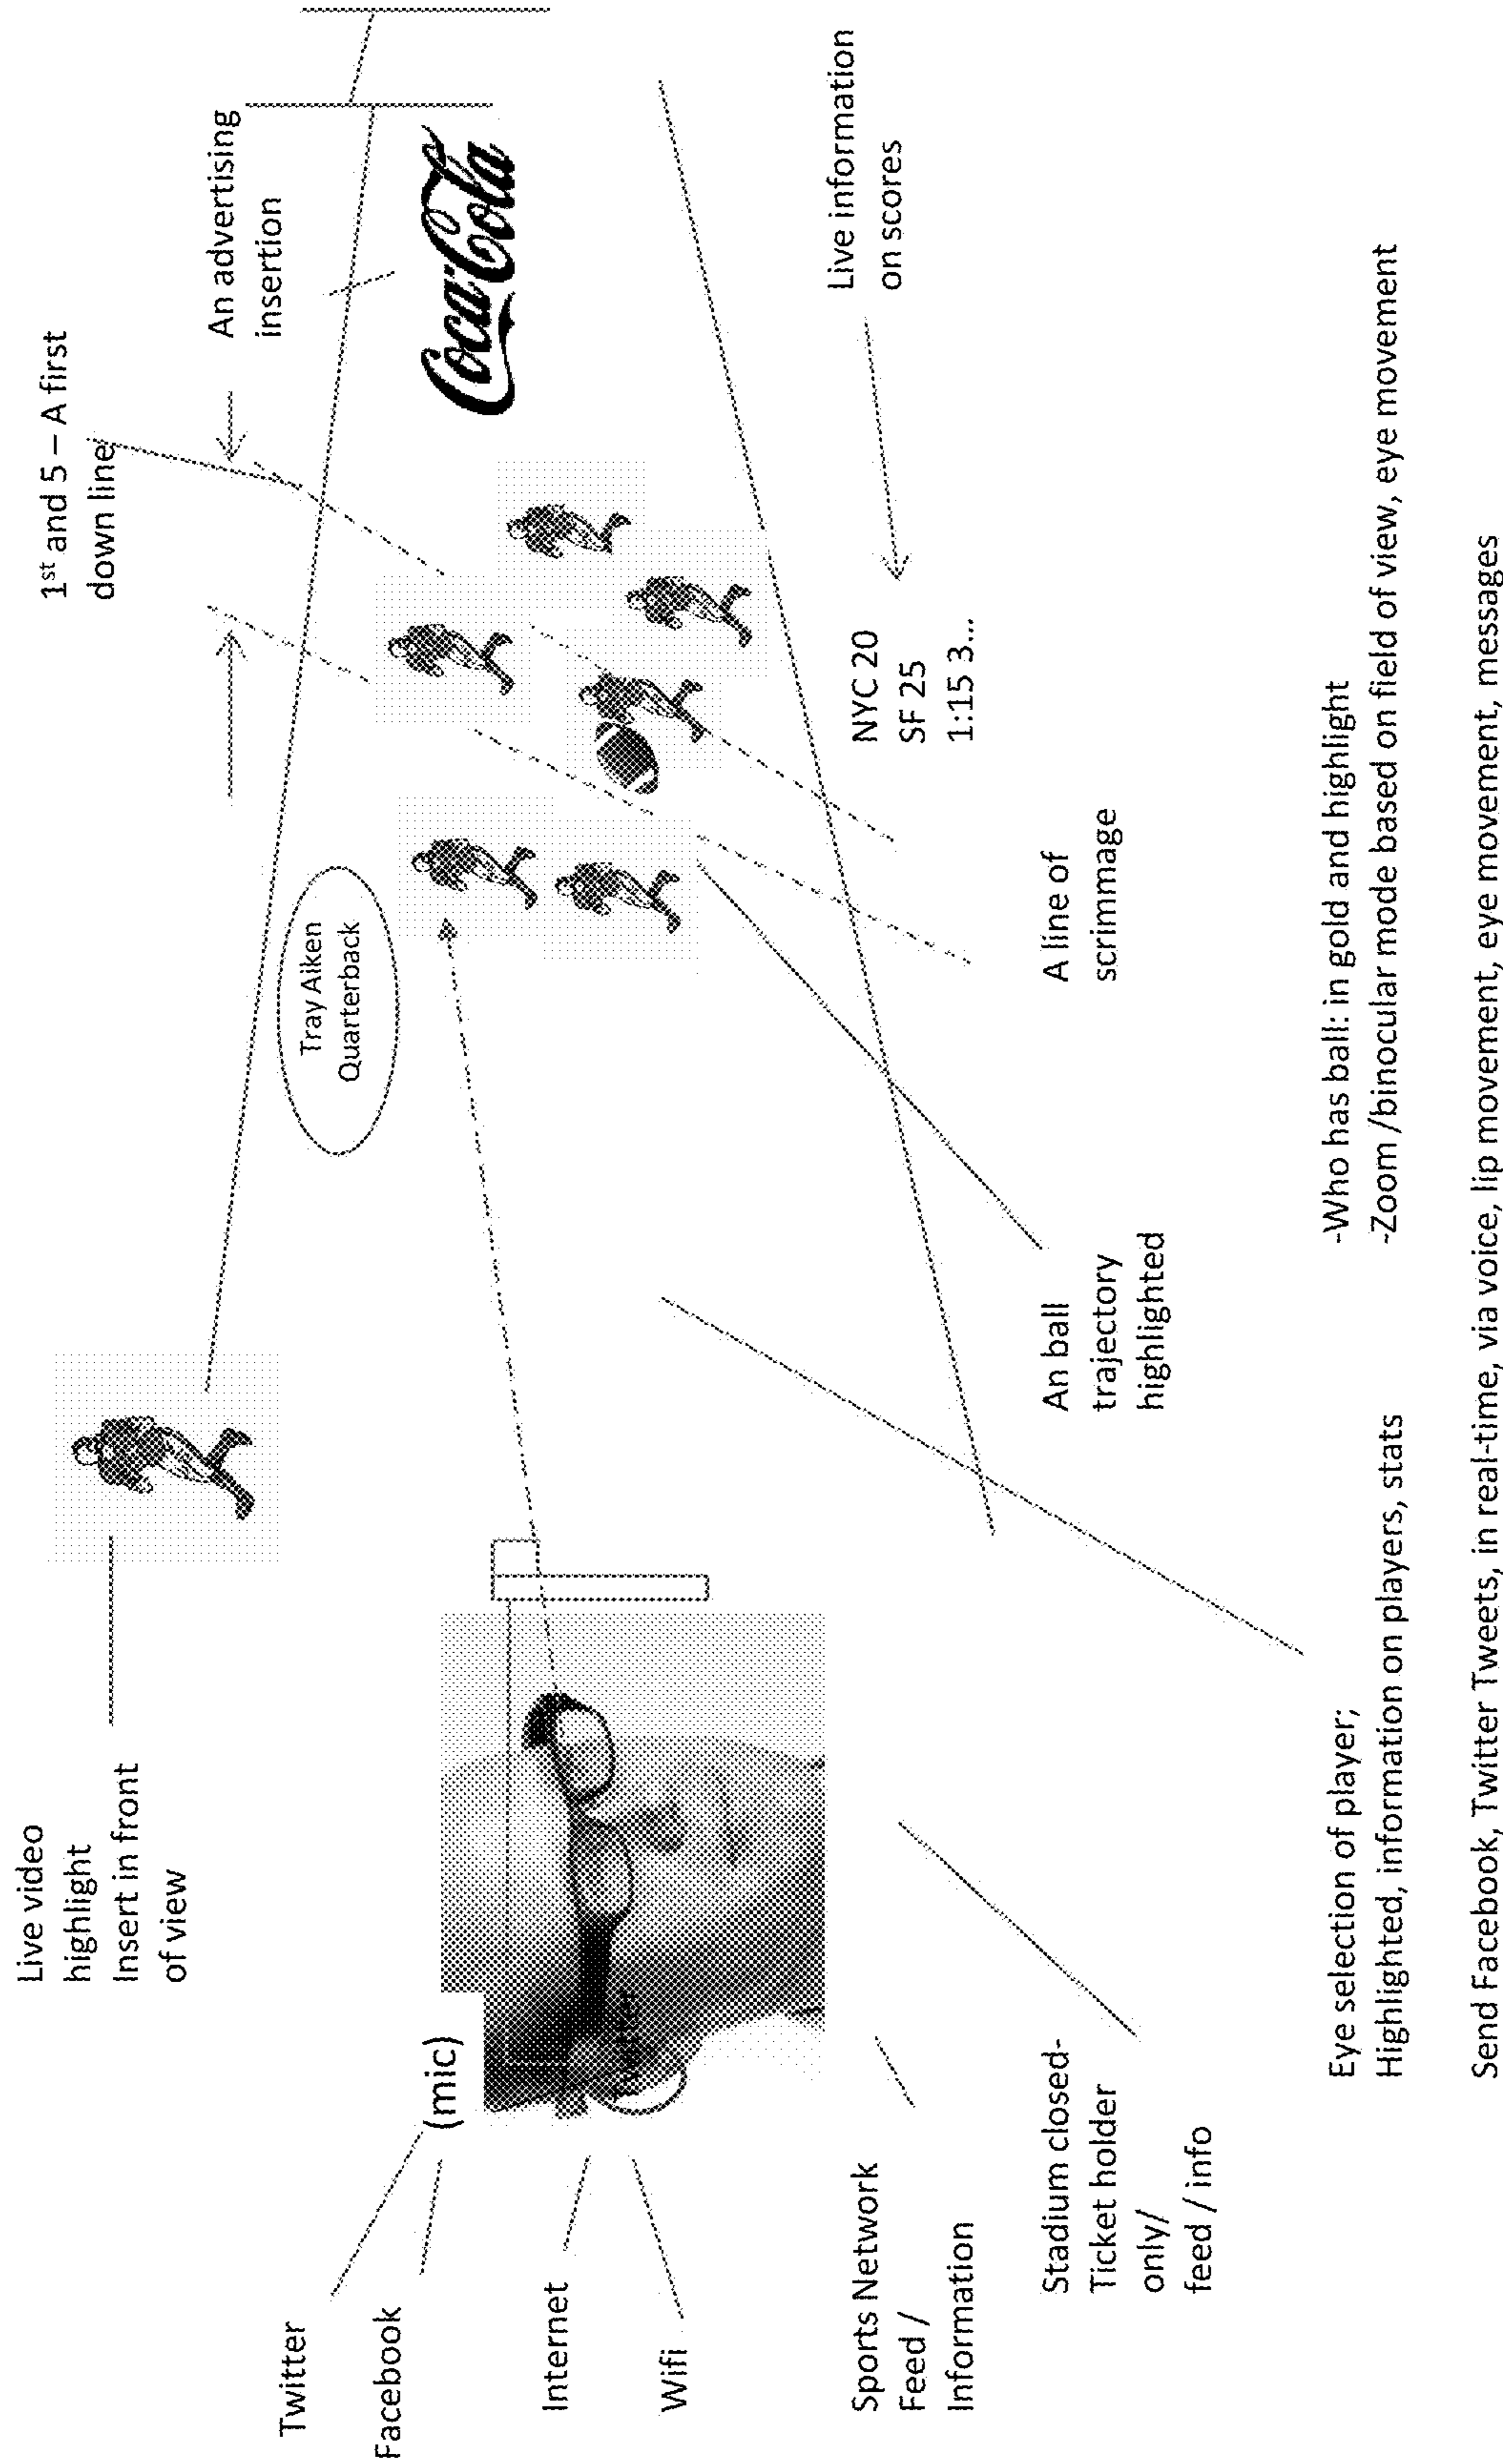 Live video
highlight
Insert in front
of view
1st and 5 – A first
down line
An advertising
insertion
Coca-Cola
Tray Aiken
Quarterback
Twitter
Facebook
(mic)
Internet
Wifi
Twitter
Sports Network
Feed /
Information
Stadium closed-
Ticket holder
only/
feed / info
An ball
trajectory
highlighted
A line of
scrimmage
NYC 20
SF 25
1:15 3...
Live information
on scores
Eye selection of player;
Highlighted, information on players, stats
-Who has ball: in gold and highlight
-Zoom /binocular mode based on field of view, eye movement
Send Facebook, Twitter Tweets, in real-time, via voice, lip movement, eye movement, messages